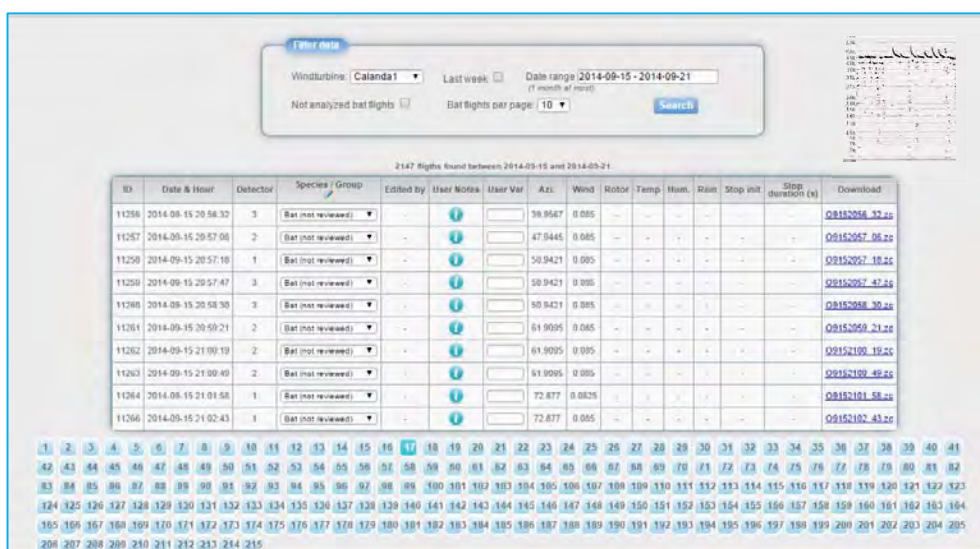 Filter data
Windturbine: Calanda1 Last week Date range 2014-09-15 - 2014-09-21
(1 month at most)
Not analyzed bat flights Bat flights per page: 10 Search
2147 fligths found between 2014-09-15 and 2014-09-21
ID Date & Hour Detector Species / Group Edited by User Notes User Var Azi. Wind Rotor Temp Hum. Rain Stop init Stop duration (s) Download
11256 2014-09-15 20:56:32 3 Bat (not reviewed) - 39.9567 0.085 - - - - - - O9152056_32.zc
11257 2014-09-15 20:57:06 2 Bat (not reviewed) - 47.9445 0.085 - - - - - - O9152057_06.zc
11258 2014-09-15 20:57:18 1 Bat (not reviewed) - 50.9421 0.085 - - - - - - O9152057_18.zc
11259 2014-09-15 20:57:47 3 Bat (not reviewed) - 50.9421 0.085 - - - - - - O9152057_47.zc
11260 2014-09-15 20:58:30 3 Bat (not reviewed) - 50.9421 0.085 - - - - - - O9152058_30.zc
11261 2014-09-15 20:59:21 2 Bat (not reviewed) - 61.9095 0.085 - - - - - - O9152059_21.zc
11262 2014-09-15 21:00:19 2 Bat (not reviewed) - 61.9095 0.085 - - - - - - O9152100_19.zc
11263 2014-09-15 21:00:49 2 Bat (not reviewed) - 61.9095 0.085 - - - - - - O9152100_49.zc
11264 2014-09-15 21:01:58 1 Bat (not reviewed) - 72.877 0.0825 - - - - - - O9152101_58.zc
11266 2014-09-15 21:02:43 1 Bat (not reviewed) - 72.877 0.085 - - - - - - O9152102_43.zc
1 2 3 4 5 6 7 8 9 10 11 12 13 14 15 16 17 18 19 20 21 22 23 24 25 26 27 28 29 30 31 32 33 34 35 36 37 38 39 40 41
42 43 44 45 46 47 48 49 50 51 52 53 54 55 56 57 58 59 60 61 62 63 64 65 66 67 68 69 70 71 72 73 74 75 76 77 78 79 80 81 82
83 84 85 86 87 88 89 90 91 92 93 94 95 96 97 98 99 100 101 102 103 104 105 106 107 108 109 110 111 112 113 114 115 116 117 118 119 120 121 122 123
124 125 126 127 128 129 130 131 132 133 134 135 136 137 138 139 140 141 142 143 144 145 146 147 148 149 150 151 152 153 154 155 156 157 158 159 160 161 162 163 164
165 166 167 168 169 170 171 172 173 174 175 176 177 178 179 180 181 182 183 184 185 186 187 188 189 190 191 192 193 194 195 196 197 198 199 200 201 202 203 204 205
206 207 208 209 210 211 212 213 214 215